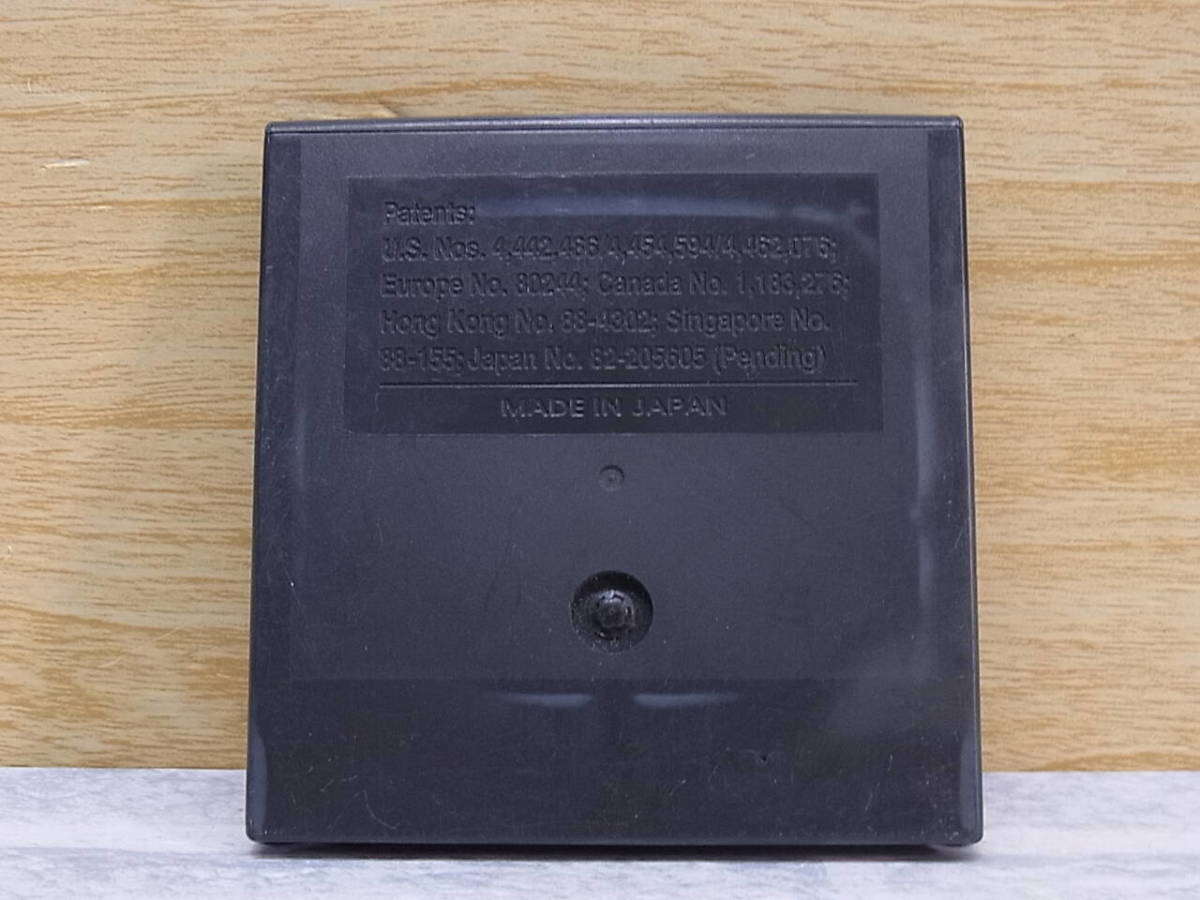 Patents:
U.S. Nos. 4,442,486/4,454,594/4,462,076;
Europe No. 80244; Canada No. 1,183,276;
Hong Kong No. 88-4302; Singapore No.
88-155; Japan No. 82-205605 (Pending)
MADE IN JAPAN